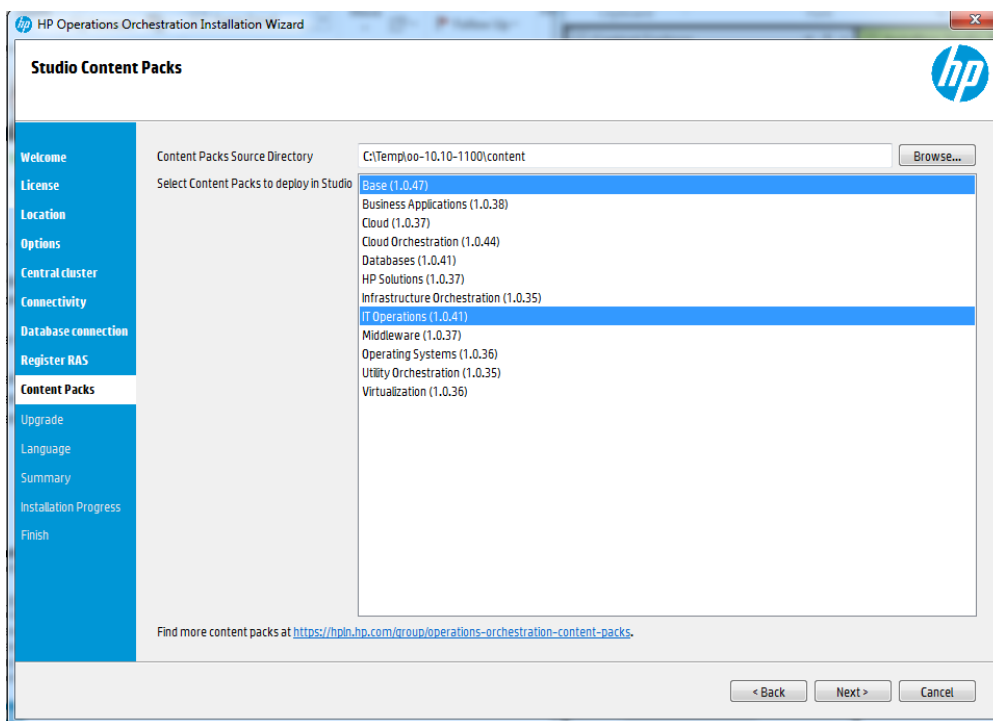 HP Operations Orchestration Installation Wizard
Studio Content Packs
hp
Welcome
License
Location
Options
Central cluster
Connectivity
Database connection
Register RAS
Content Packs
Upgrade
Language
Summary
Installation Progress
Finish
Content Packs Source Directory
C:\Temp\oo-10.10-1100\content
Browse...
Select Content Packs to deploy in Studio
Base (1.0.47)
Business Applications (1.0.38)
Cloud (1.0.37)
Cloud Orchestration (1.0.44)
Databases (1.0.41)
HP Solutions (1.0.37)
Infrastructure Orchestration (1.0.35)
IT Operations (1.0.41)
Middleware (1.0.37)
Operating Systems (1.0.36)
Utility Orchestration (1.0.35)
Virtualization (1.0.36)
Find more content packs at https://hpln.hp.com/group/operations-orchestration-content-packs.
< Back
Next >
Cancel